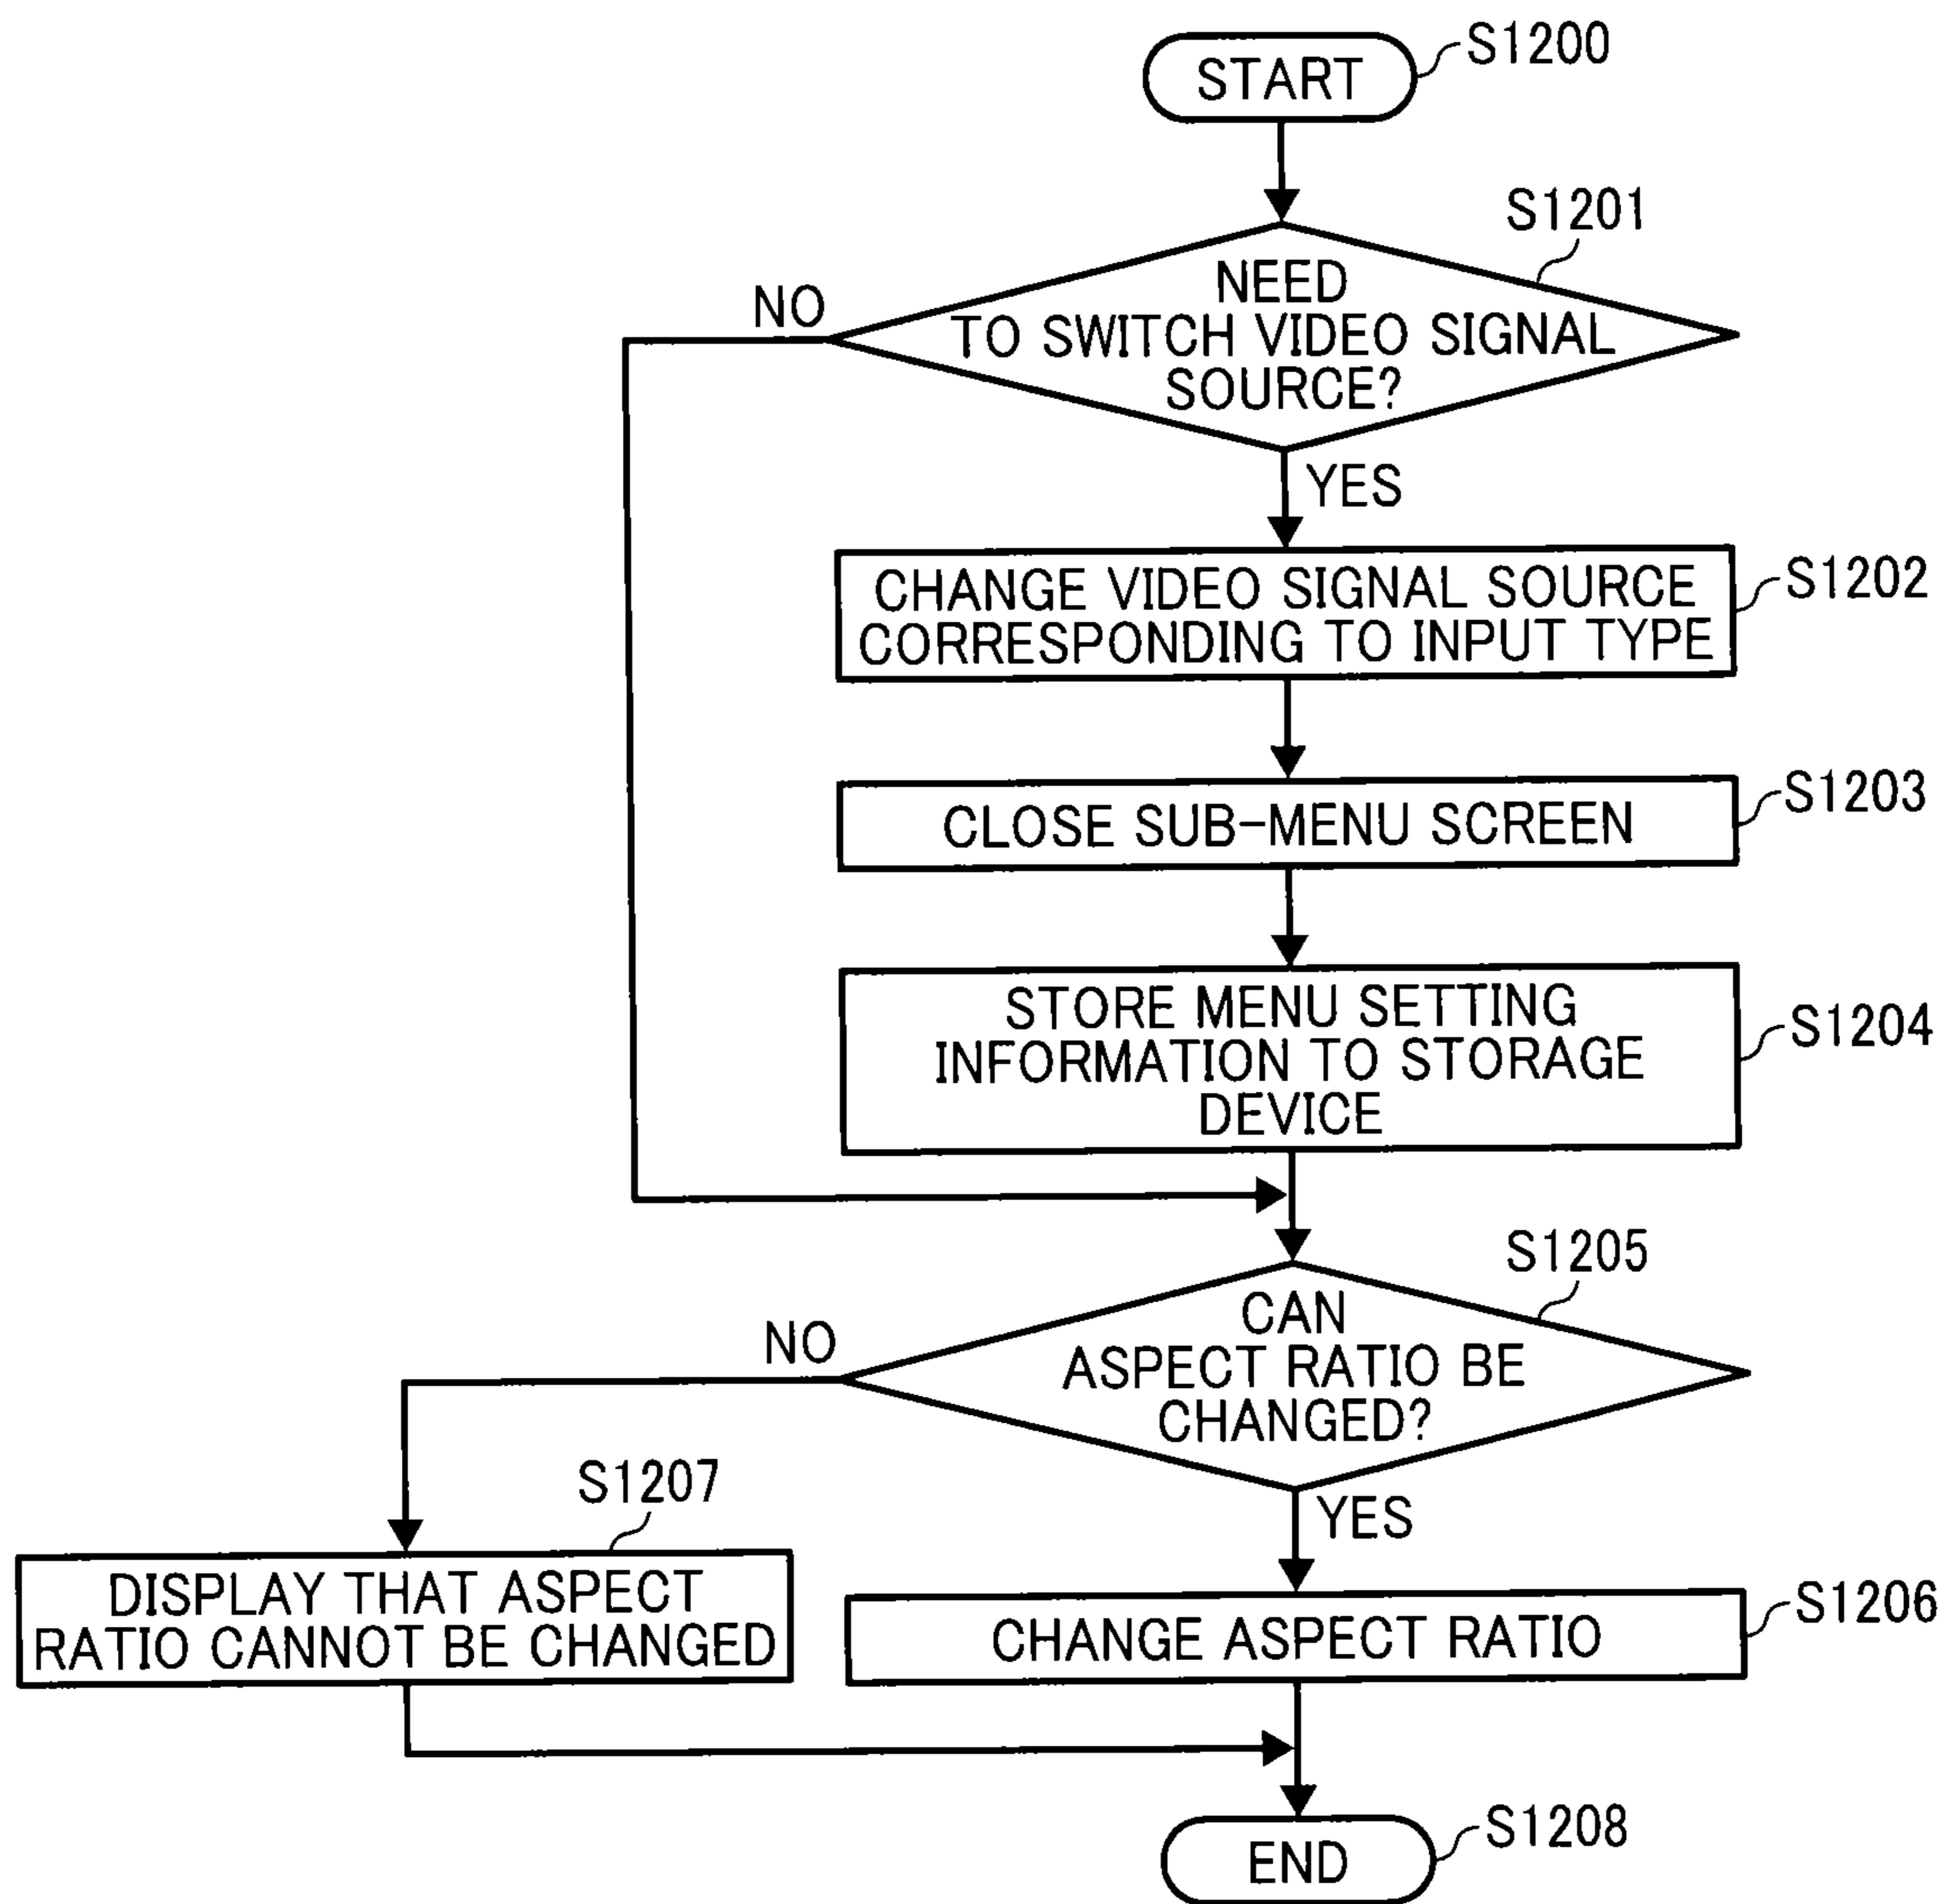 START
S1200
S1201
NEED
TO SWITCH VIDEO SIGNAL
SOURCE?
NO
YES
CHANGE VIDEO SIGNAL SOURCE
CORRESPONDING TO INPUT TYPE
S1202
CLOSE SUB-MENU SCREEN
S1203
STORE MENU SETTING
INFORMATION TO STORAGE
DEVICE
S1204
S1205
CAN
ASPECT RATIO BE
CHANGED?
NO
YES
S1207
DISPLAY THAT ASPECT
RATIO CANNOT BE CHANGED
CHANGE ASPECT RATIO
S1206
END
S1208